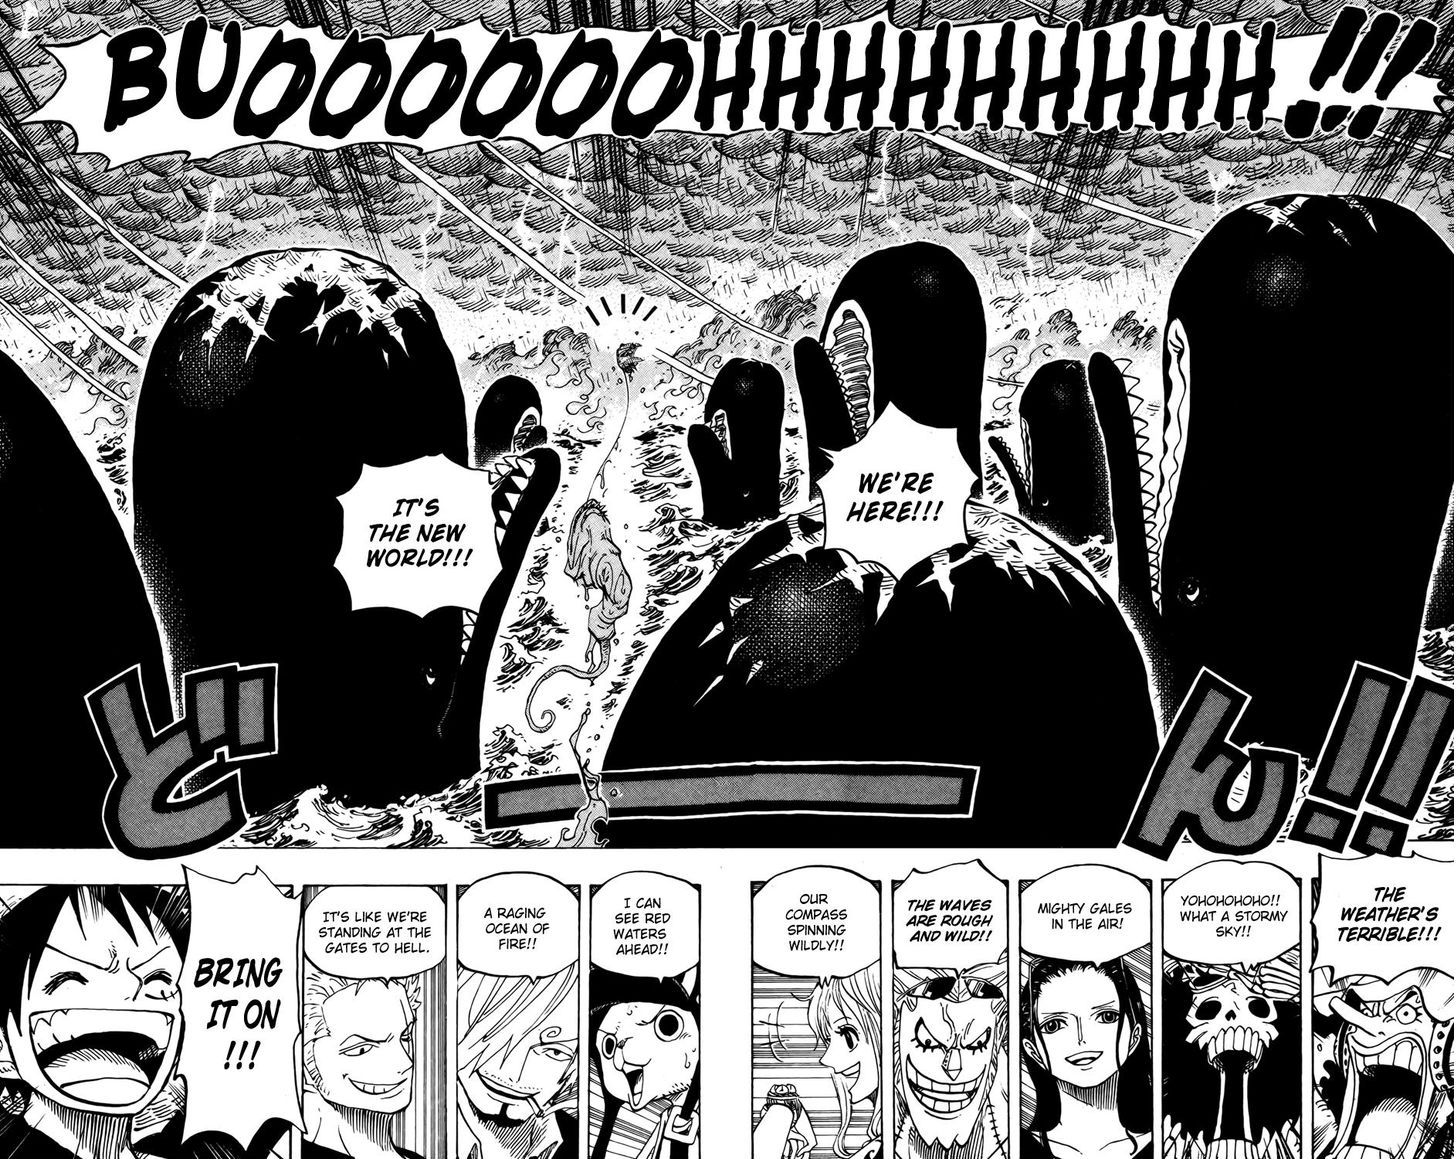 BUOOOOOOHHHHHHHHH!!!
WE'RE
HERE!!!
IT'S
THE NEW
WORLD!!!
どーん!!
THE
WEATHER'S
TERRIBLE!!!
YOHOHOHOHO!!
WHAT A STORMY
SKY!!
MIGHTY GALES
IN THE AIR!
THE WAVES
ARE ROUGH
AND WILD!!
OUR
COMPASS
SPINNING
WILDLY!!
I CAN
SEE RED
WATERS
AHEAD!!
A RAGING
OCEAN OF
FIRE!!
IT'S LIKE WE'RE
STANDING AT THE
GATES TO HELL.
BRING
IT ON
!!!